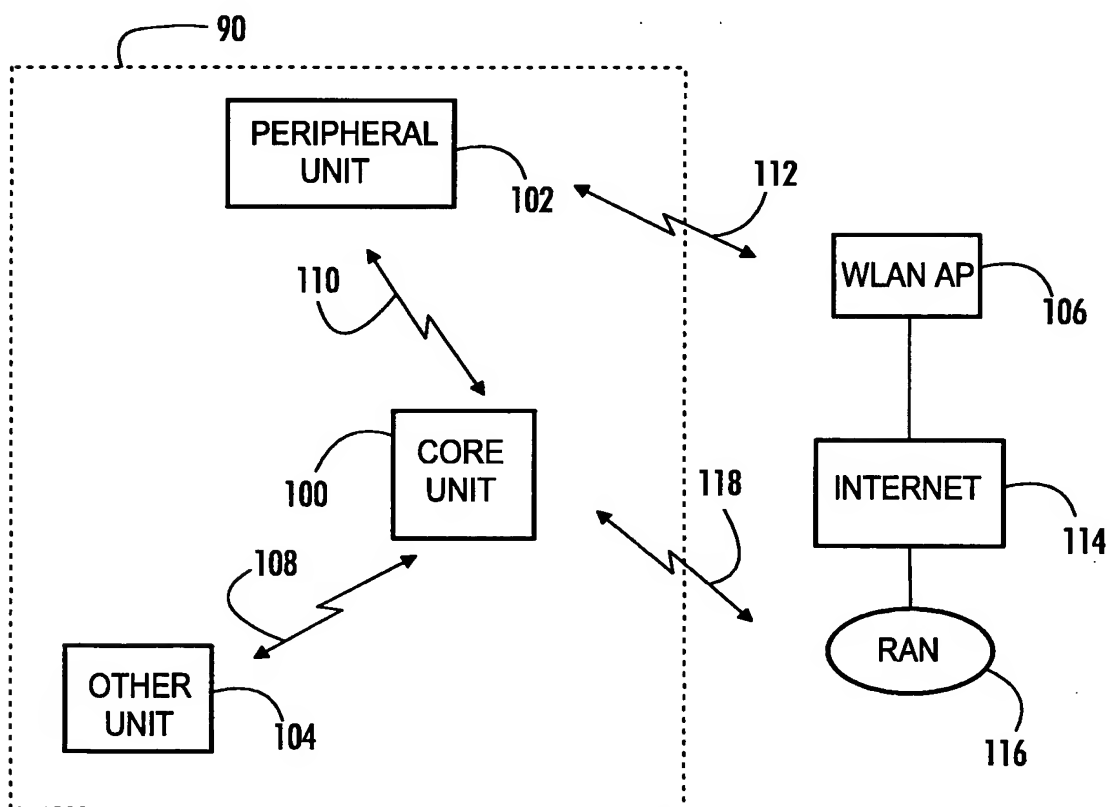 90
PERIPHERAL
UNIT
102
112
110
WLAN AP
106
CORE
UNIT
100
118
INTERNET
114
108
RAN
116
OTHER
UNIT
104